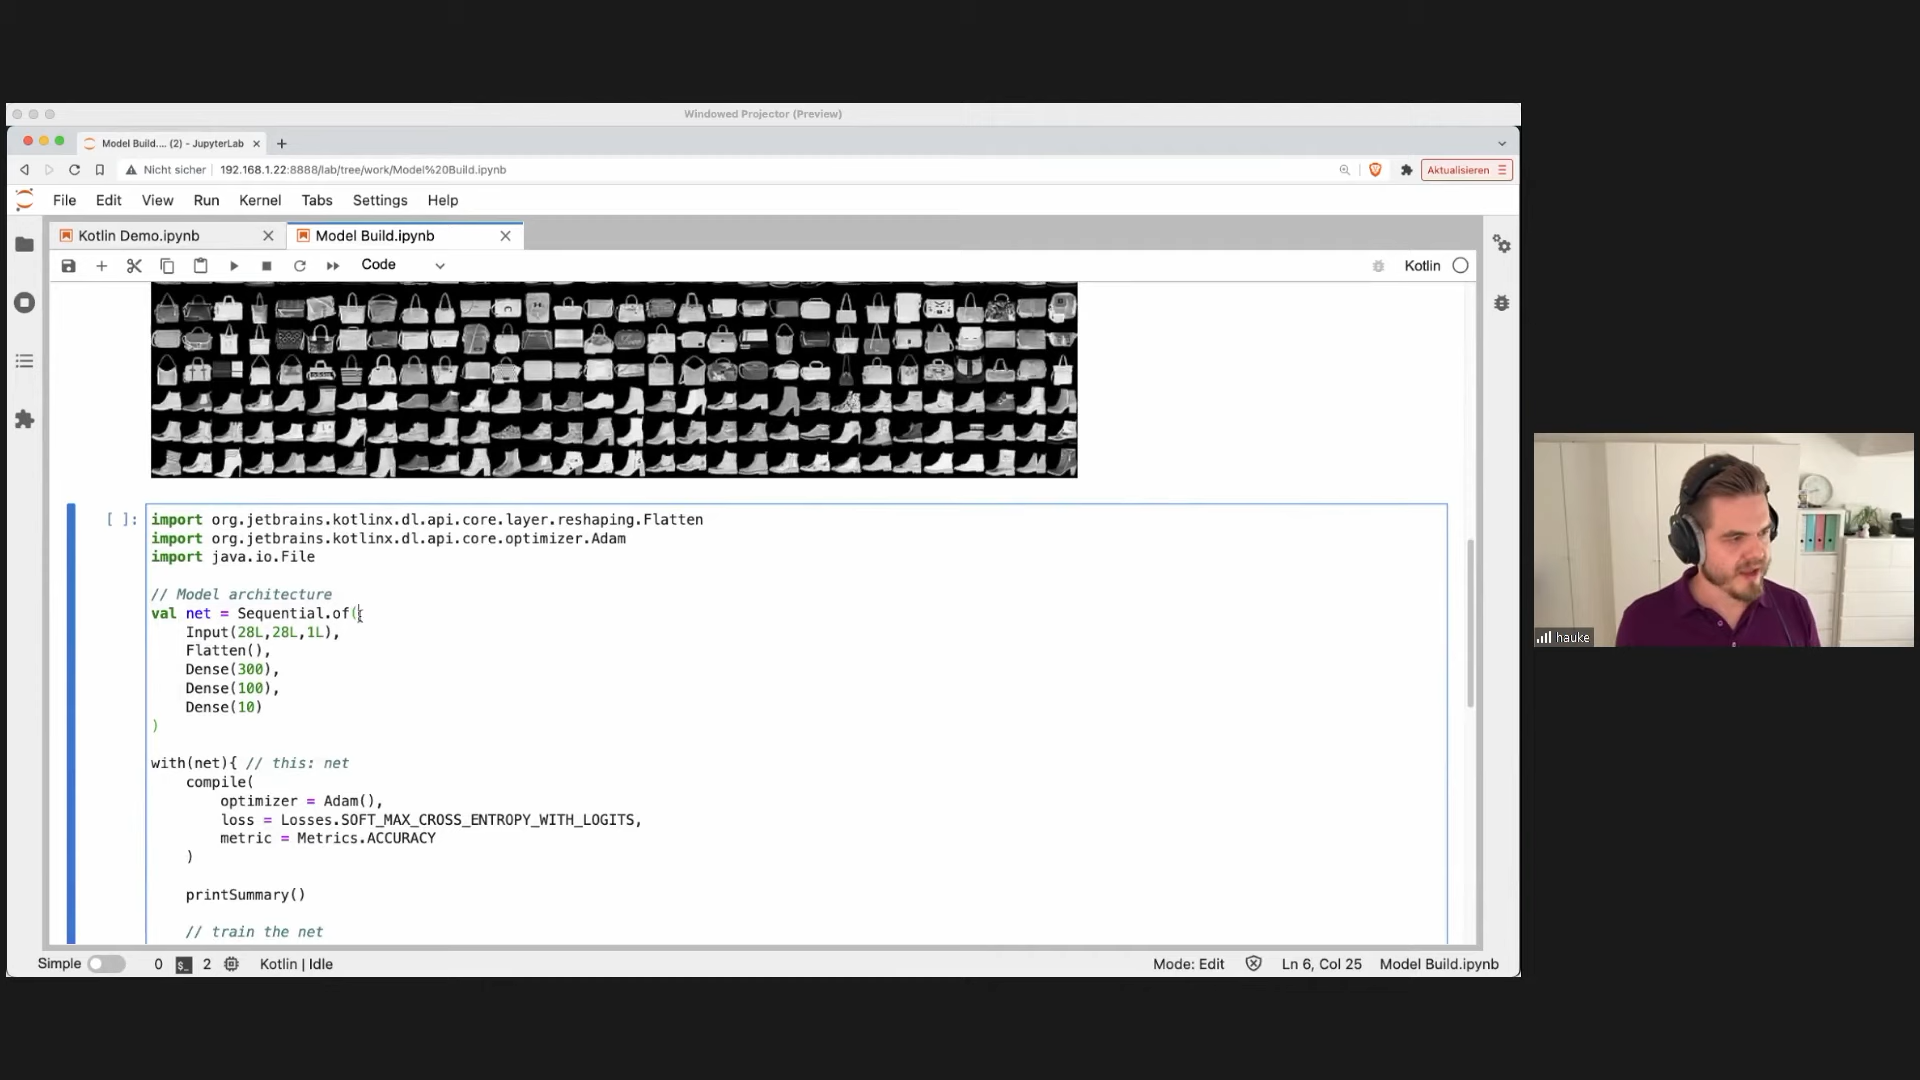 Windowed Projector (Preview)
Model Build.... (2) - JupyterLab
Nicht sicher
192.168.1.22:8888/lab/tree/work/Model%20Build.ipynb
Aktualisieren
File Edit View Run Kernel Tabs Settings Help
Kotlin Demo.ipynb
Model Build.ipynb
Code
Kotlin
[ ]:
import org.jetbrains.kotlinx.dl.api.core.layer.reshaping.Flatten
import org.jetbrains.kotlinx.dl.api.core.optimizer.Adam
import java.io.File
// Model architecture
val net = Sequential.of(
Input(28L,28L,1L),
Flatten(),
Dense(300),
Dense(100),
Dense(10)
)
with(net){ // this: net
compile(
optimizer = Adam(),
loss = Losses.SOFT_MAX_CROSS_ENTROPY_WITH_LOGITS,
metric = Metrics.ACCURACY
)
printSummary()
// train the net
Simple 0 $_ 2 Kotlin | Idle
Mode: Edit Ln 6, Col 25 Model Build.ipynb
hauke